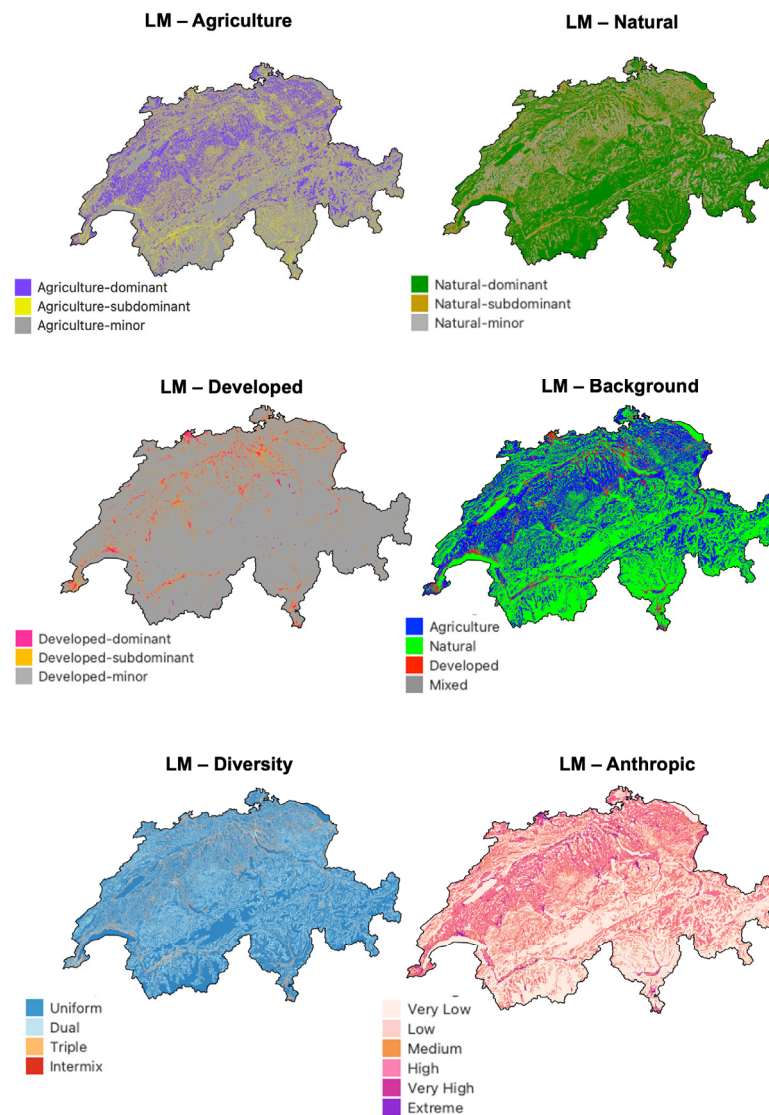 LM – Agriculture
Agriculture-dominant
Agriculture-subdominant
Agriculture-minor
LM – Natural
Natural-dominant
Natural-subdominant
Natural-minor
LM – Developed
Developed-dominant
Developed-subdominant
Developed-minor
LM – Background
Agriculture
Natural
Developed
Mixed
LM – Diversity
Uniform
Dual
Triple
Intermix
LM – Anthropic
Very Low
Low
Medium
High
Very High
Extreme